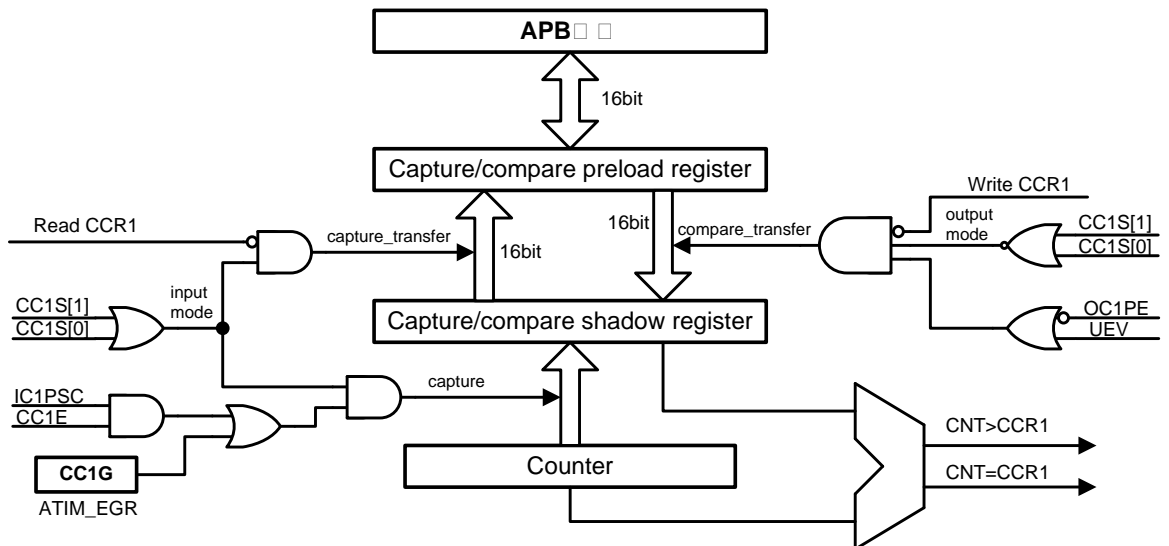 APB
16bit
Capture/compare preload register
Write CCR1
Read CCR1
capture_transfer
16bit
16bit
compare_transfer
output
mode
CC1S[1]
CC1S[0]
CC1S[1]
CC1S[0]
input
mode
Capture/compare shadow register
OC1PE
UEV
IC1PSC
CC1E
capture
CC1G
ATIM_EGR
Counter
CNT>CCR1
CNT=CCR1